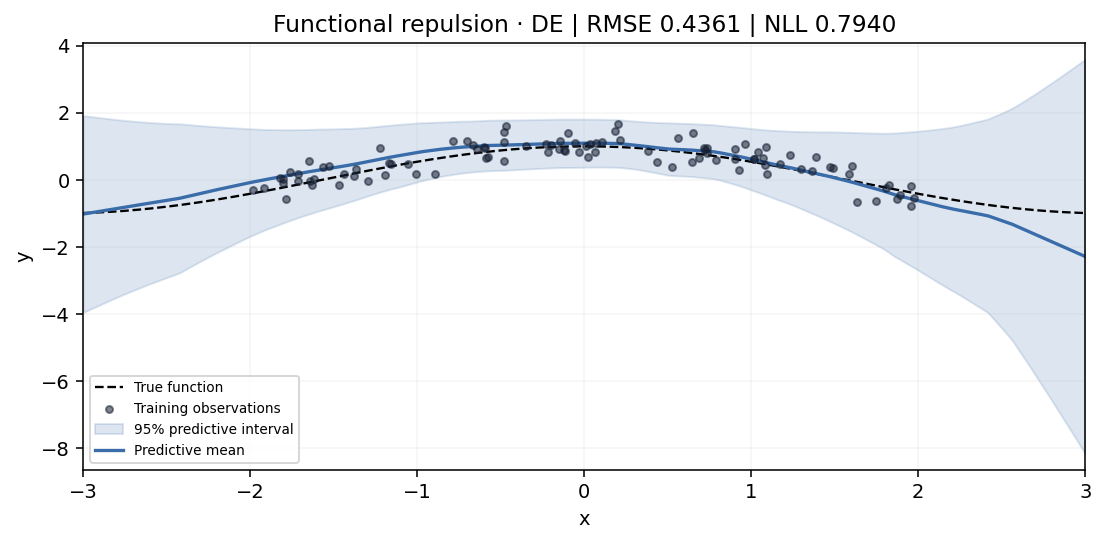 Functional repulsion · DE | RMSE 0.4361 | NLL 0.7940
4
2
0
−2
−4
−6
−8
y
True function
Training observations
95% predictive interval
Predictive mean
−3
−2
−1
0
1
2
3
x